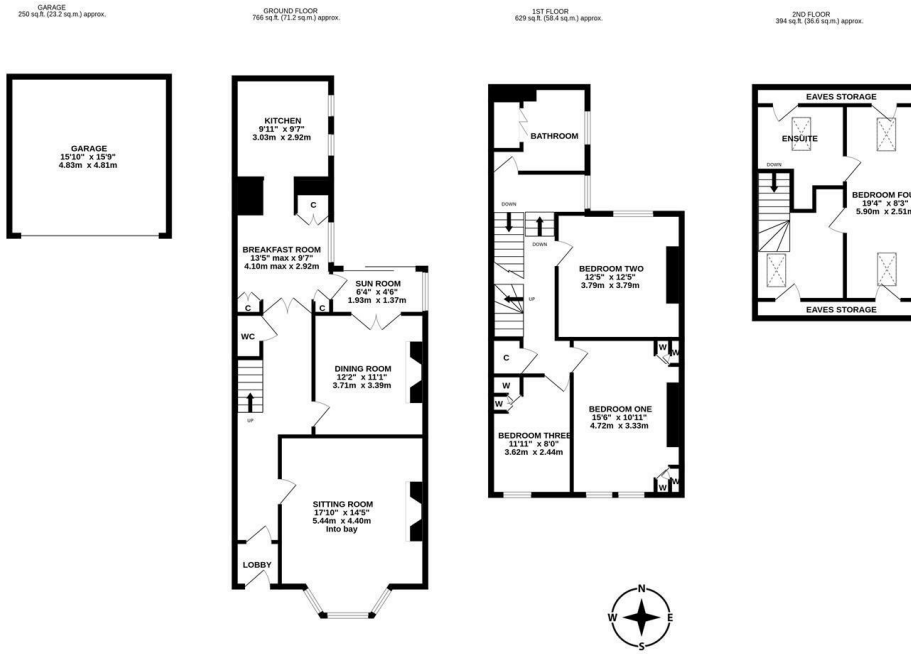 GARAGE
250 sq.ft. (23.2 sq.m.) approx.
GROUND FLOOR
766 sq.ft. (71.2 sq.m.) approx.
1ST FLOOR
629 sq.ft. (58.4 sq.m.) approx.
2ND FLOOR
394 sq.ft. (36.6 sq.m.) approx.
GARAGE
15'10" x 15'9"
4.83m x 4.81m
KITCHEN
9'11" x 9'7"
3.03m x 2.92m
C
BREAKFAST ROOM
13'5" max x 9'7"
4.10m max x 2.92m
SUN ROOM
6'4" x 4'6"
1.93m x 1.37m
C
C
WC
DINING ROOM
12'2" x 11'1"
3.71m x 3.39m
UP
SITTING ROOM
17'10" x 14'5"
5.44m x 4.40m
Into bay
LOBBY
BATHROOM
DOWN
DOWN
BEDROOM TWO
12'5" x 12'5"
3.79m x 3.79m
UP
C
W
W
W
W
BEDROOM ONE
15'6" x 10'11"
4.72m x 3.33m
BEDROOM THREE
11'11" x 8'0"
3.62m x 2.44m
W
W
EAVES STORAGE
ENSUITE
DOWN
BEDROOM FOU
19'4" x 8'3"
5.90m x 2.51m
EAVES STORAGE
N
W
E
S